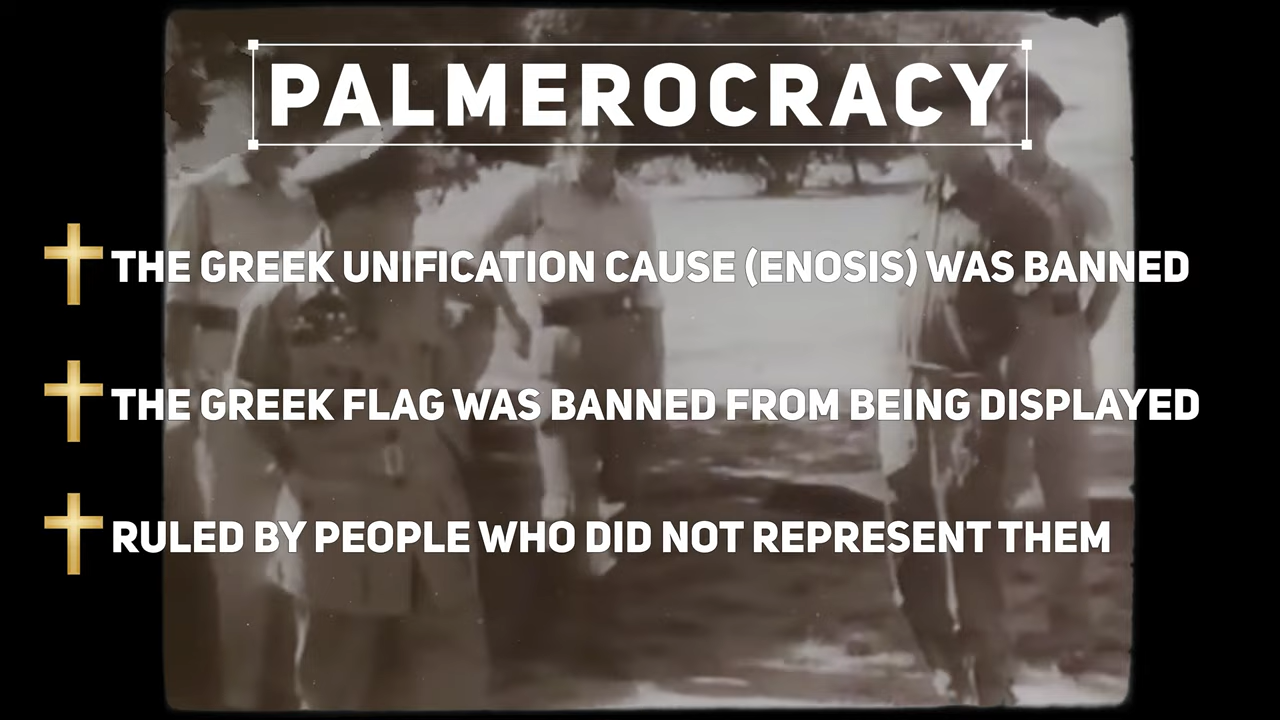 PALMEROCRACY
THE GREEK UNIFICATION CAUSE (ENOSIS) WAS BANNED
THE GREEK FLAG WAS BANNED FROM BEING DISPLAYED
RULED BY PEOPLE WHO DID NOT REPRESENT THEM